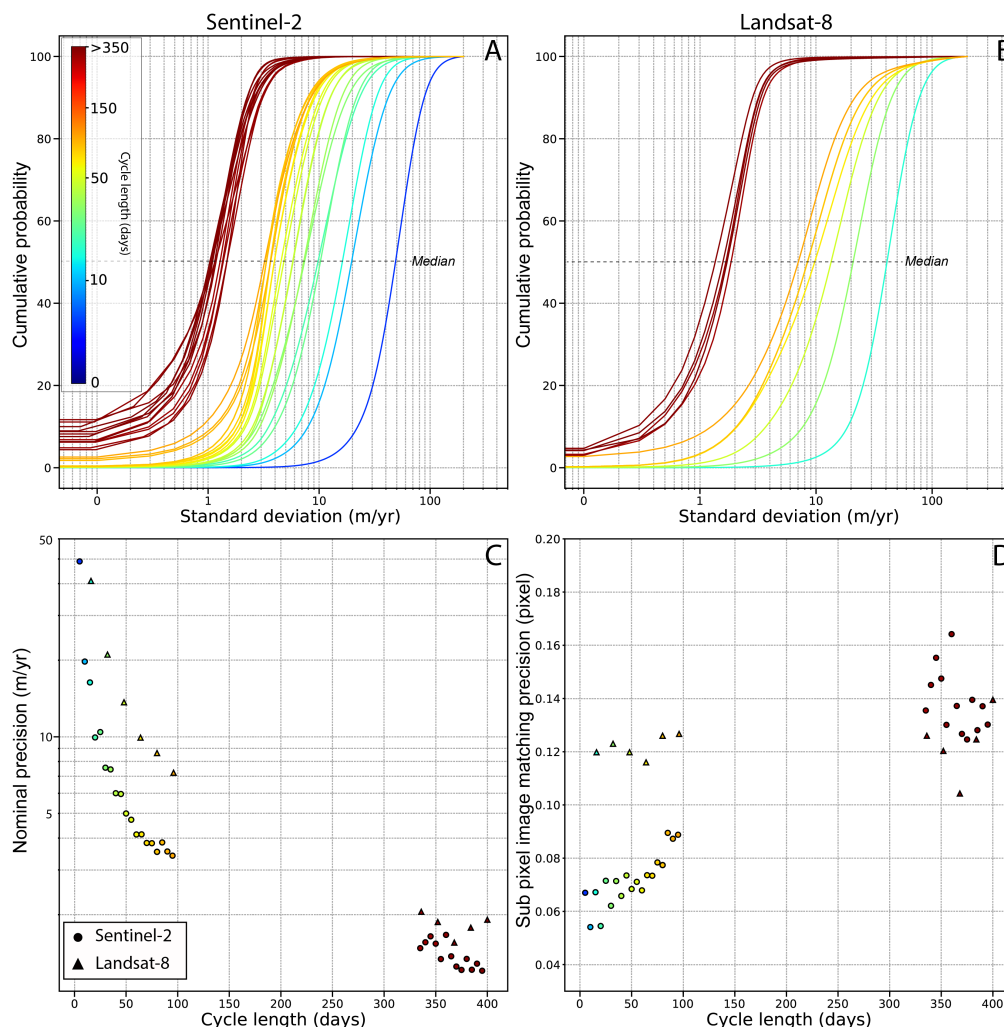 Sentinel-2
Landsat-8
A
100
80
60
40
20
0
Cumulative probability
>350
150
50
10
0
Cycle length (days)
Median
0
1
10
100
Standard deviation (m/yr)
B
100
80
60
40
20
0
Cumulative probability
Median
0
1
10
100
Standard deviation (m/yr)
C
50
10
5
Nominal precision (m/yr)
Sentinel-2
Landsat-8
0
50
100
150
200
250
300
350
400
Cycle length (days)
D
0.20
0.18
0.16
0.14
0.12
0.10
0.08
0.06
0.04
Sub pixel image matching precision (pixel)
0
50
100
150
200
250
300
350
400
Cycle length (days)